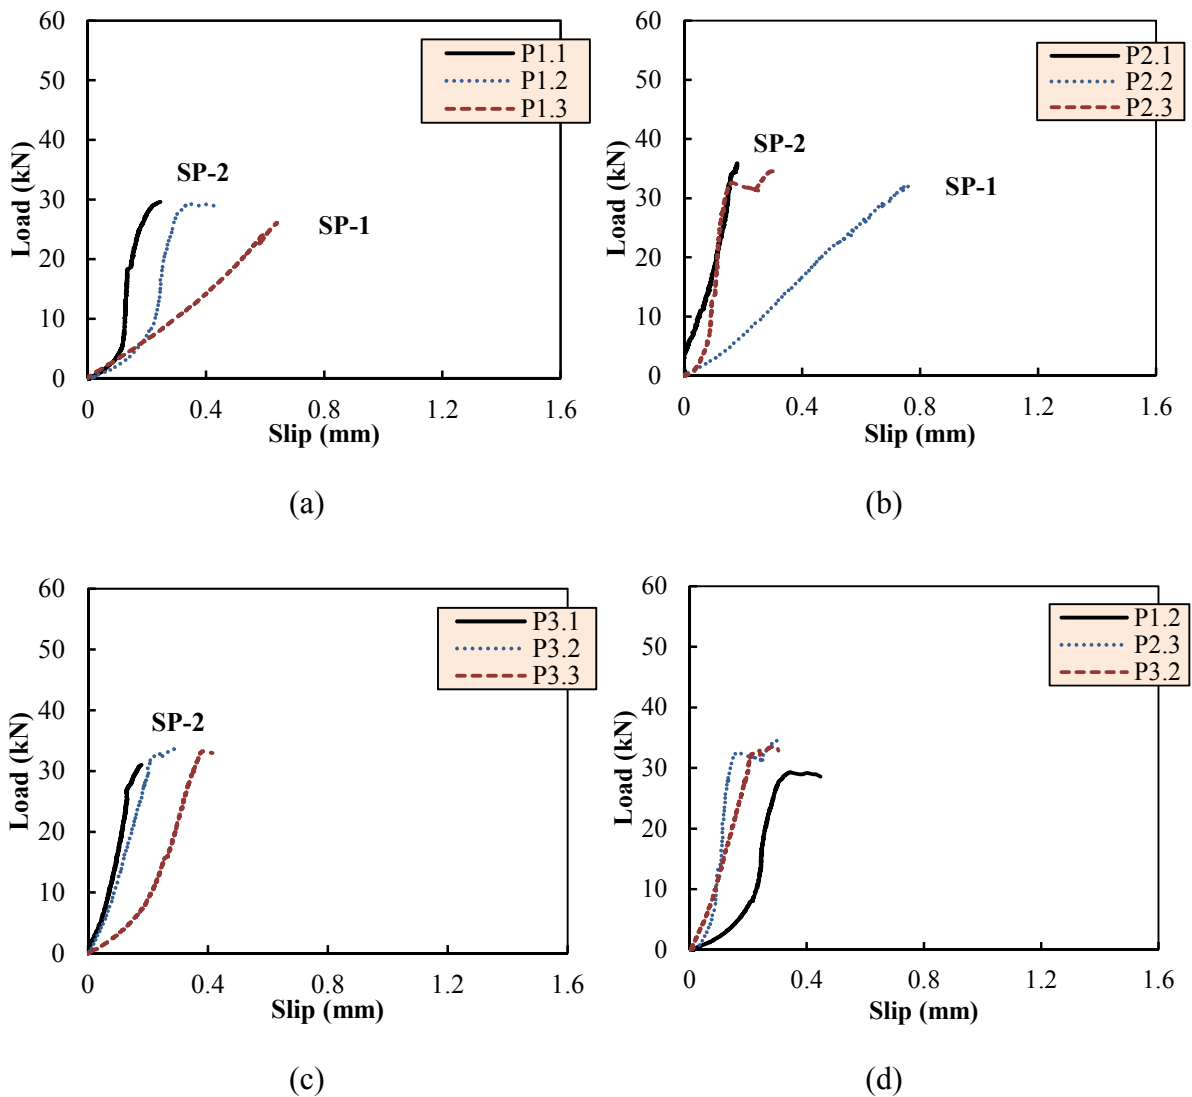 60
50
40
30
20
10
0
Load (kN)
P1.1
P1.2
P1.3
SP-2
SP-1
0 0.4 0.8 1.2 1.6
Slip (mm)
(a)
60
50
40
30
20
10
0
Load (kN)
P2.1
P2.2
P2.3
SP-2
SP-1
0 0.4 0.8 1.2 1.6
Slip (mm)
(b)
60
50
40
30
20
10
0
Load (kN)
P3.1
P3.2
P3.3
SP-2
0 0.4 0.8 1.2 1.6
Slip (mm)
(c)
60
50
40
30
20
10
0
Load (kN)
P1.2
P2.3
P3.2
0 0.4 0.8 1.2 1.6
Slip (mm)
(d)